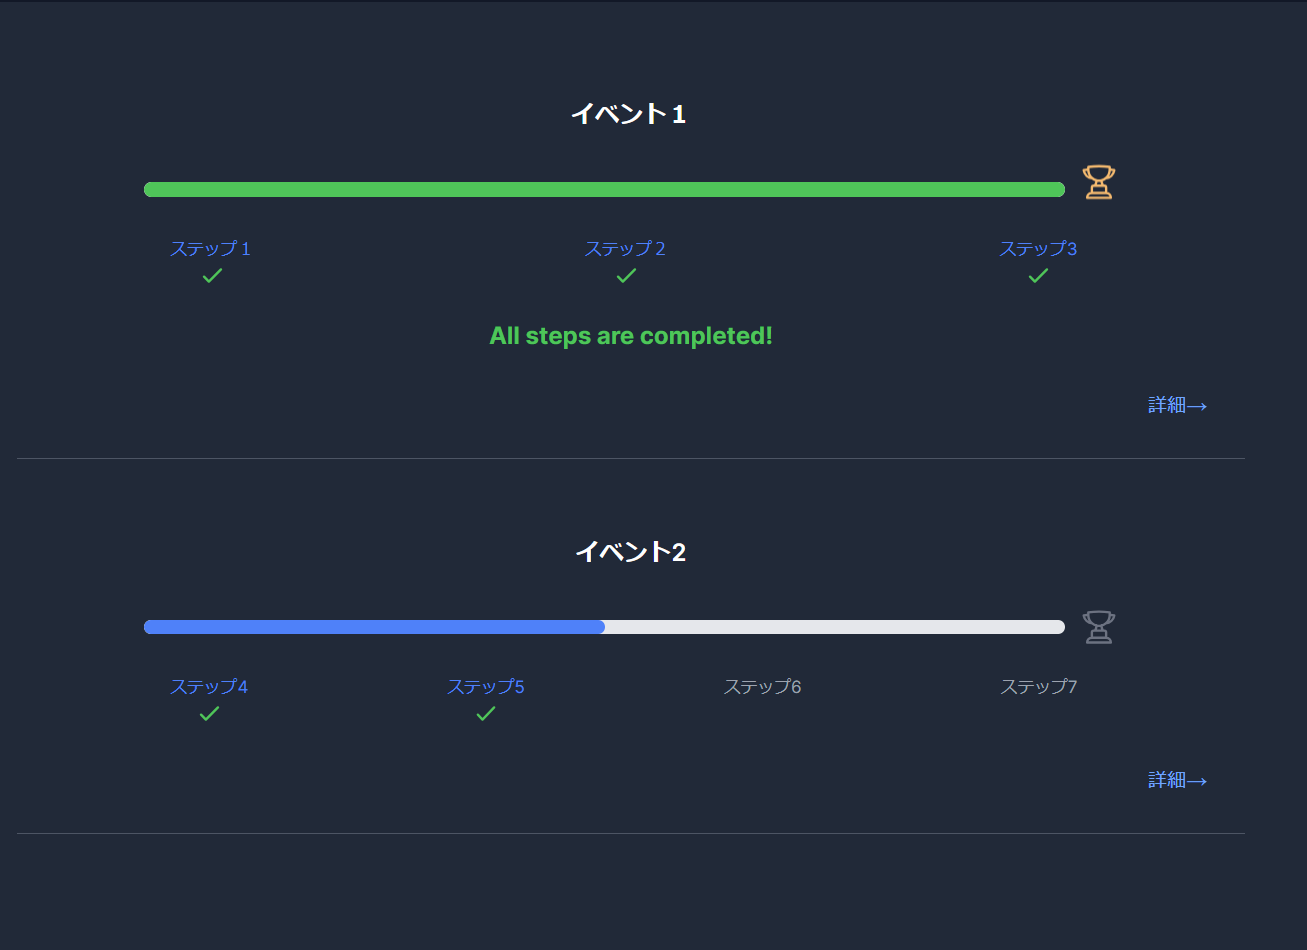 イベント１
ステップ１ ステップ２ ステップ3
All steps are completed!
詳細→
イベント2
ステップ4 ステップ5 ステップ6 ステップ7
詳細→